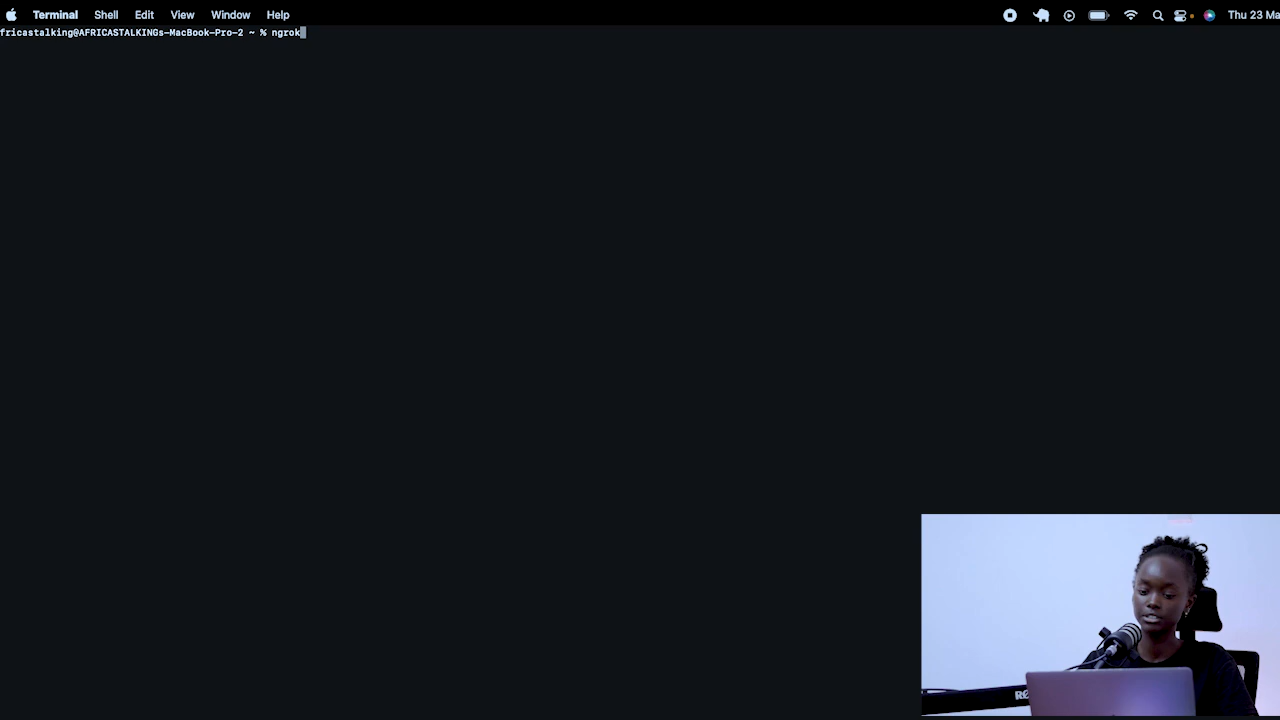 Terminal Shell Edit View Window Help Thu 23 Ma
fricastalking@AFRICASTALKINGs-MacBook-Pro-2 ~ % ngrok